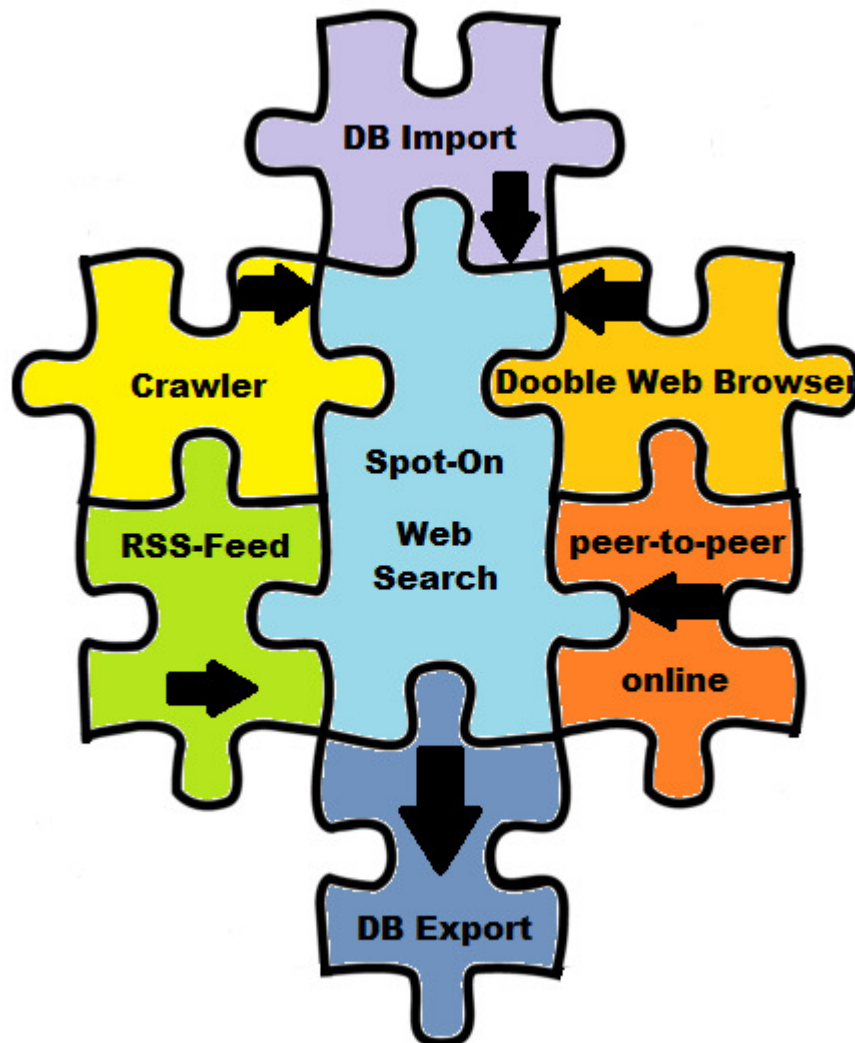 DB Import
Crawler
Dooble Web Browser
Spot-On
Web
Search
RSS-Feed
peer-to-peer
online
DB Export